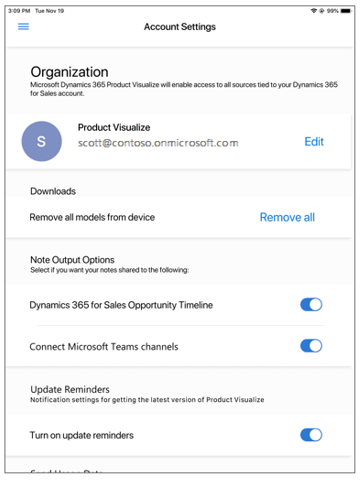 3:09 PM Tue Nov 19
99%
Account Settings
Organization
Microsoft Dynamics 365 Product Visualize will enable access to all sources tied to your Dynamics 365
for Sales account.
S
Product Visualize
scott@contoso.onmicrosoft.com
Edit
Downloads
Remove all models from device
Remove all
Note Output Options
Select if you want your notes shared to the following:
Dynamics 365 for Sales Opportunity Timeline
Connect Microsoft Teams channels
Update Reminders
Notification settings for getting the latest version of Product Visualize
Turn on update reminders